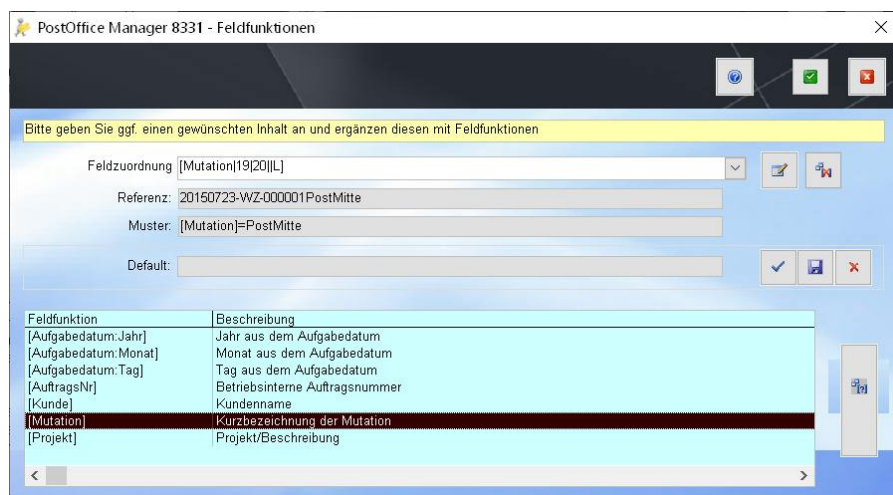 PostOffice Manager 8331 - Feldfunktionen
Bitte geben Sie ggf. einen gewünschten Inhalt an und ergänzen diesen mit Feldfunktionen
Feldzuordnung [Mutation|19|20||L]
Referenz: 20150723-WZ-000001PostMitte
Muster: [Mutation]=PostMitte
Default:
Feldfunktion Beschreibung
[Aufgabedatum:Jahr] Jahr aus dem Aufgabedatum
[Aufgabedatum:Monat] Monat aus dem Aufgabedatum
[Aufgabedatum:Tag] Tag aus dem Aufgabedatum
[AuftragsNr] Betriebsinterne Auftragsnummer
[Kunde] Kundenname
[Mutation] Kurzbezeichnung der Mutation
[Projekt] Projekt/Beschreibung